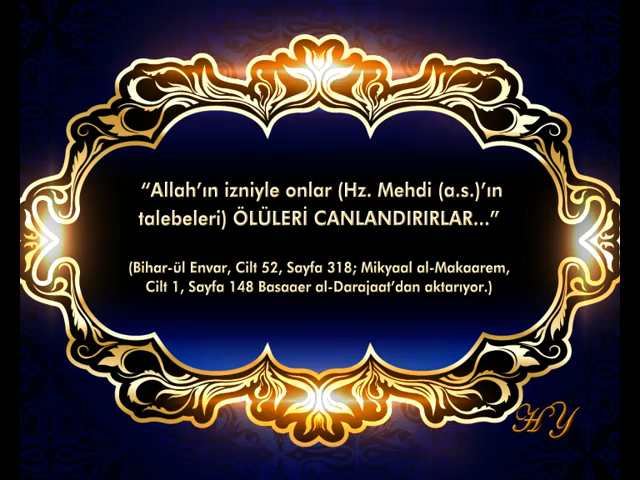 “Allah’ın izniyle onlar (Hz. Mehdi (a.s.)’ın
talebeleri) ÖLÜLERİ CANLANDIRIRLAR...”
(Bihar-ül Envar, Cilt 52, Sayfa 318; Mikyaal al-Makaarem,
Cilt 1, Sayfa 148 Basaaer al-Darajaat’dan aktarıyor.)
HY